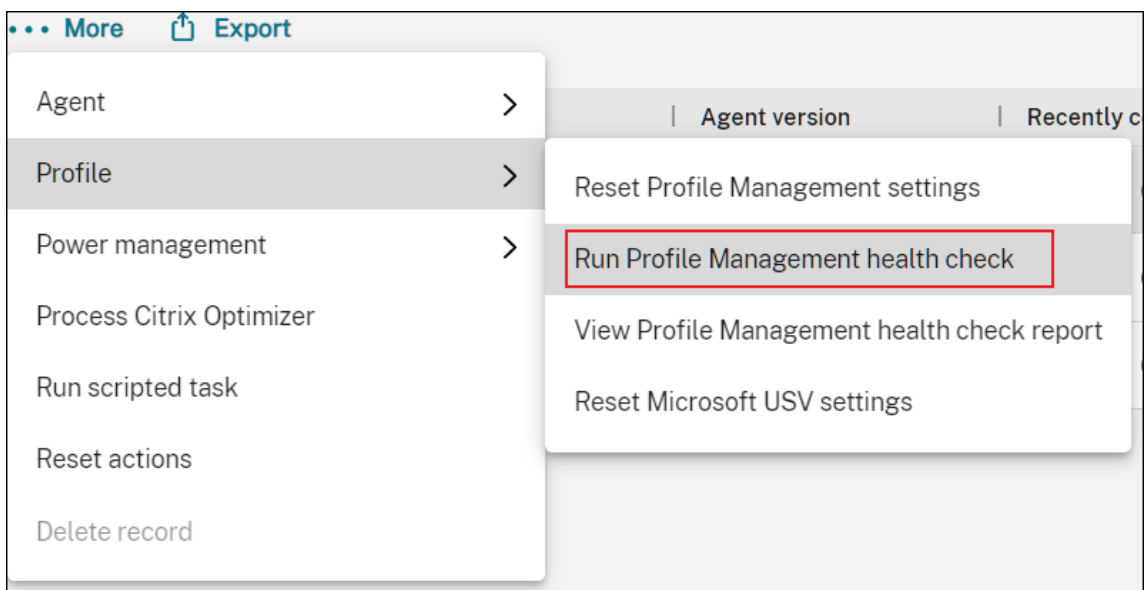 ••• More Export
Agent
Agent version | Recently c
Profile
Reset Profile Management settings
Power management
Run Profile Management health check
Process Citrix Optimizer
View Profile Management health check report
Run scripted task
Reset Microsoft USV settings
Reset actions
Delete record